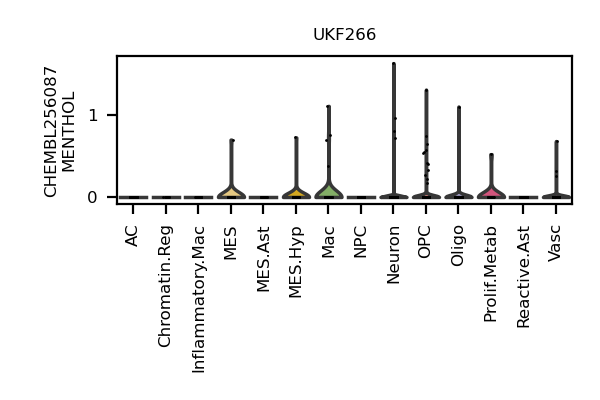 UKF266
CHEMBL256087
MENTHOL
1
0
AC
Chromatin.Reg
Inflammatory.Mac
MES
MES.Ast
MES.Hyp
Mac
NPC
Neuron
OPC
Oligo
Prolif.Metab
Reactive.Ast
Vasc